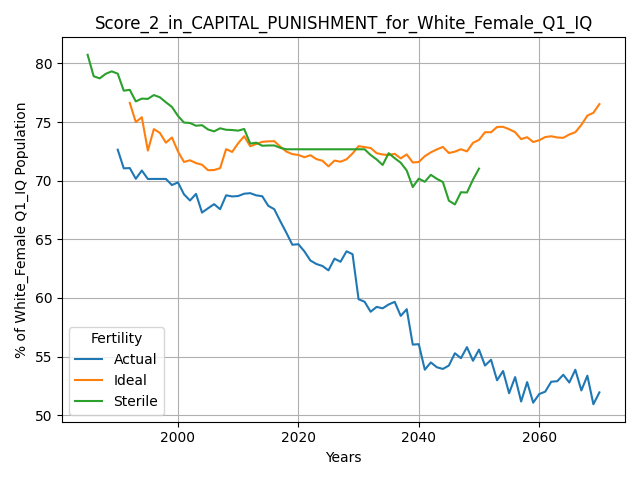 Score_2_in_CAPITAL_PUNISHMENT_for_White_Female_Q1_IQ
% of White_Female Q1_IQ Population
80
75
70
65
60
55
50
Fertility
Actual
Ideal
Sterile
2000
2020
2040
2060
Years